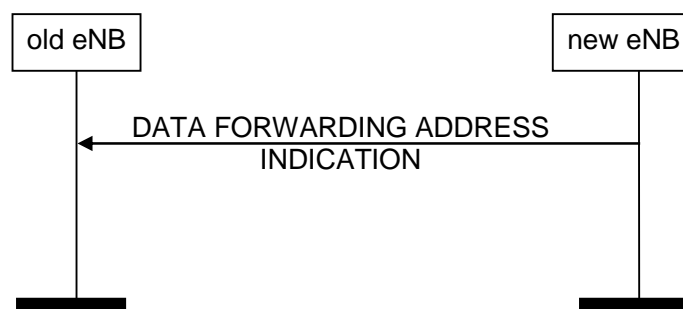 old eNB
new eNB
DATA FORWARDING ADDRESS
INDICATION